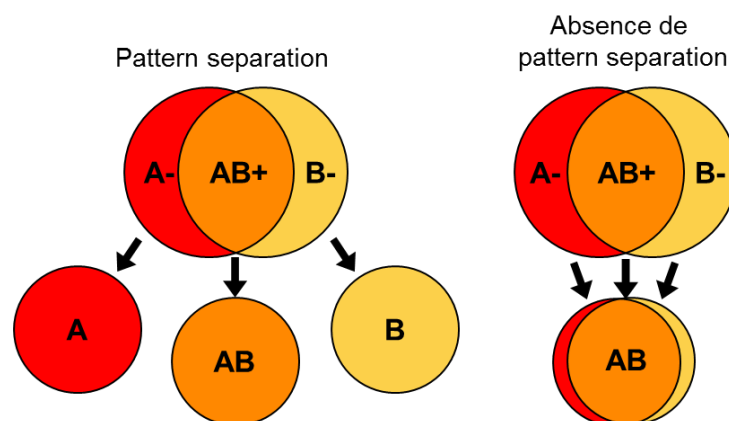 Pattern separation
A-
AB+
B-
A
AB
B
Absence de
pattern separation
A-
AB+
B-
AB